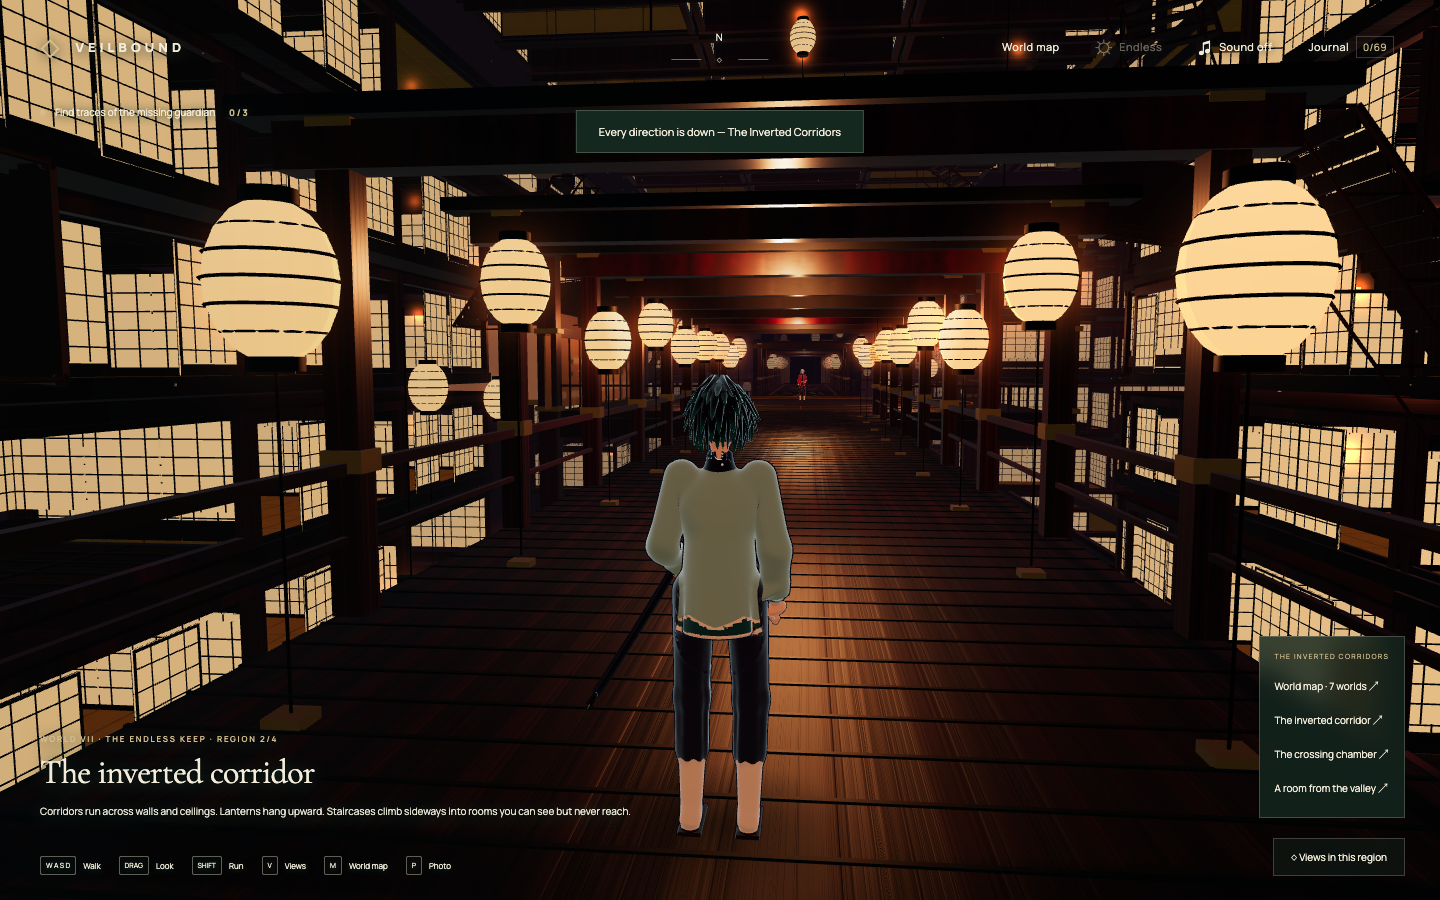 VEILBOUND
N
World map
Endless
Sound off
Journal 0/69
Find traces of the missing guardian 0/3
Every direction is down — The Inverted Corridors
THE INVERTED CORRIDORS
World map · 7 worlds ↗
The inverted corridor ↗
The crossing chamber ↗
A room from the valley ↗
WORLD VII · THE ENDLESS KEEP · REGION 2/4
The inverted corridor
Corridors run across walls and ceilings. Lanterns hang upward. Staircases climb sideways into rooms you can see but never reach.
WASD Walk DRAG Look SHIFT Run V Views M World map P Photo
◇ Views in this region